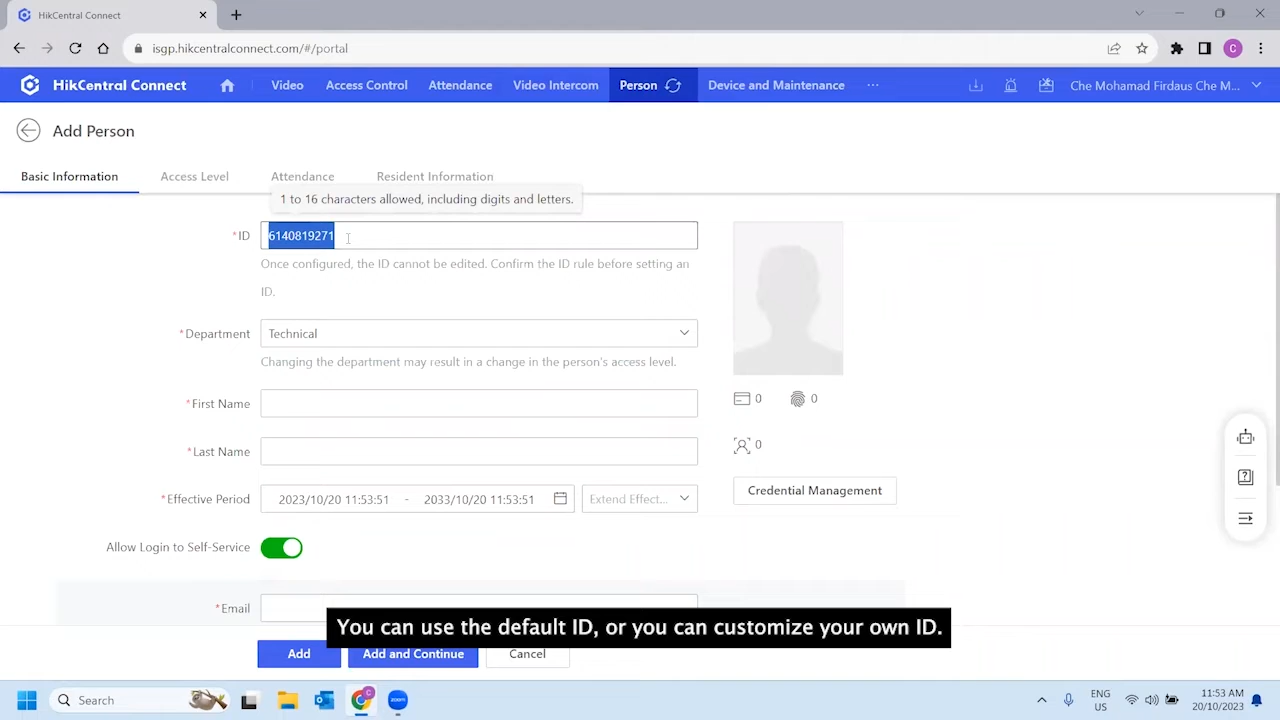 HikCentral Connect
isgp.hikcentralconnect.com/#/portal
HikCentral Connect
Video
Access Control
Attendance
Video Intercom
Person
Device and Maintenance
Che Mohamad Firdaus Che M...
Add Person
Basic Information
Access Level
Attendance
Resident Information
1 to 16 characters allowed, including digits and letters.
*ID
6140819271
Once configured, the ID cannot be edited. Confirm the ID rule before setting an
ID.
*Department
Technical
Changing the department may result in a change in the person's access level.
*First Name
0
0
*Last Name
0
*Effective Period
2023/10/20 11:53:51 - 2033/10/20 11:53:51
Extend Effect...
Credential Management
Allow Login to Self-Service
*Email
You can use the default ID, or you can customize your own ID.
Add
Add and Continue
Cancel
Search
ENG
US
11:53 AM
20/10/2023